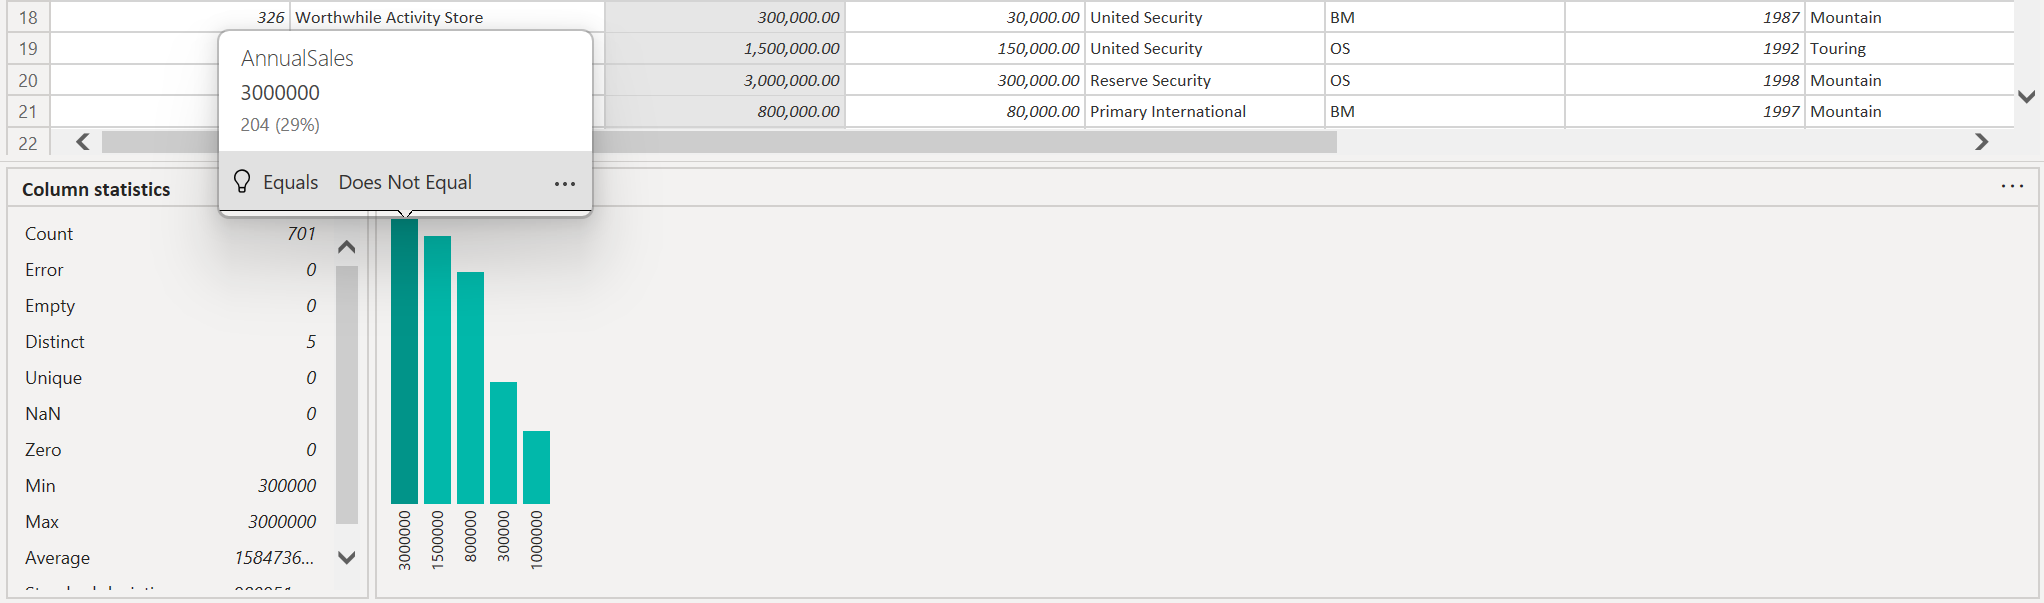 18 326 Worthwhile Activity Store 300,000.00 30,000.00 United Security BM 1987 Mountain
19 1,500,000.00 150,000.00 United Security OS 1992 Touring
20 3,000,000.00 300,000.00 Reserve Security OS 1998 Mountain
21 800,000.00 80,000.00 Primary International BM 1997 Mountain
22
AnnualSales
3000000
204 (29%)
Equals Does Not Equal ...
Column statistics ...
Count 701
Error 0
Empty 0
Distinct 5
Unique 0
NaN 0
Zero 0
Min 300000
Max 3000000
Average 1584736...
3000000
1500000
800000
300000
1000000